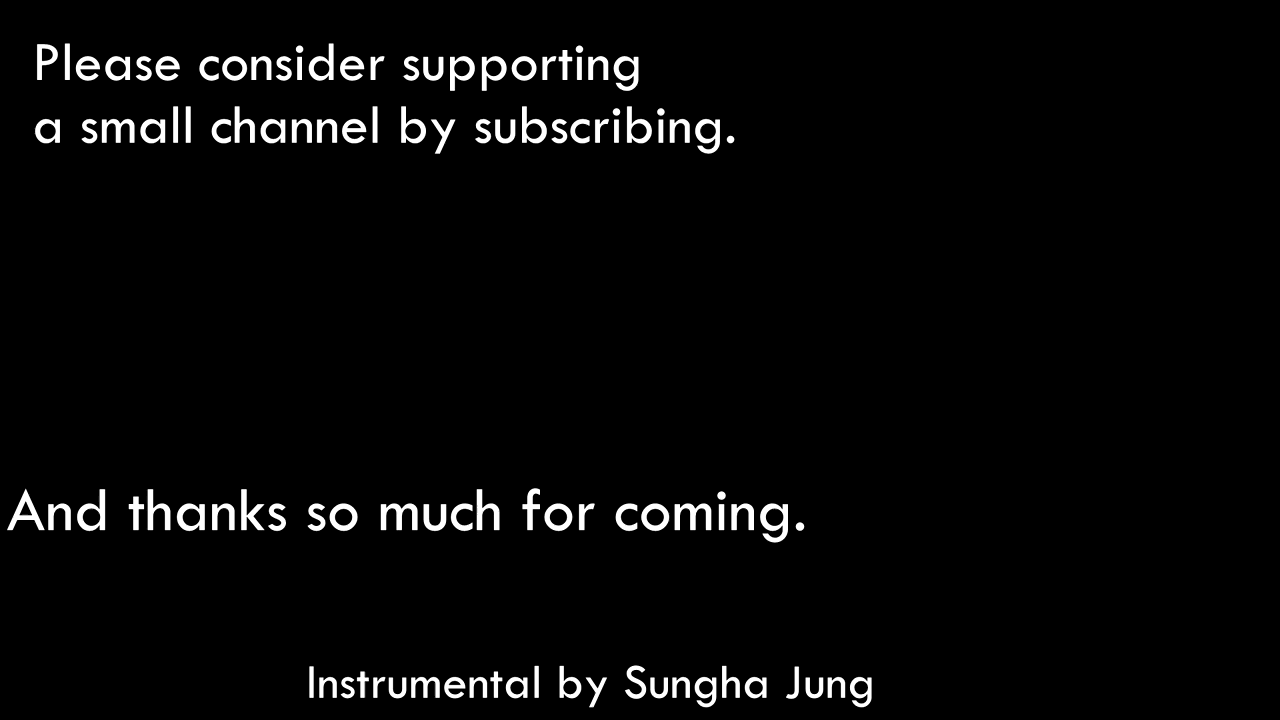 Please consider supporting
a small channel by subscribing.
And thanks so much for coming.
Instrumental by Sungha Jung